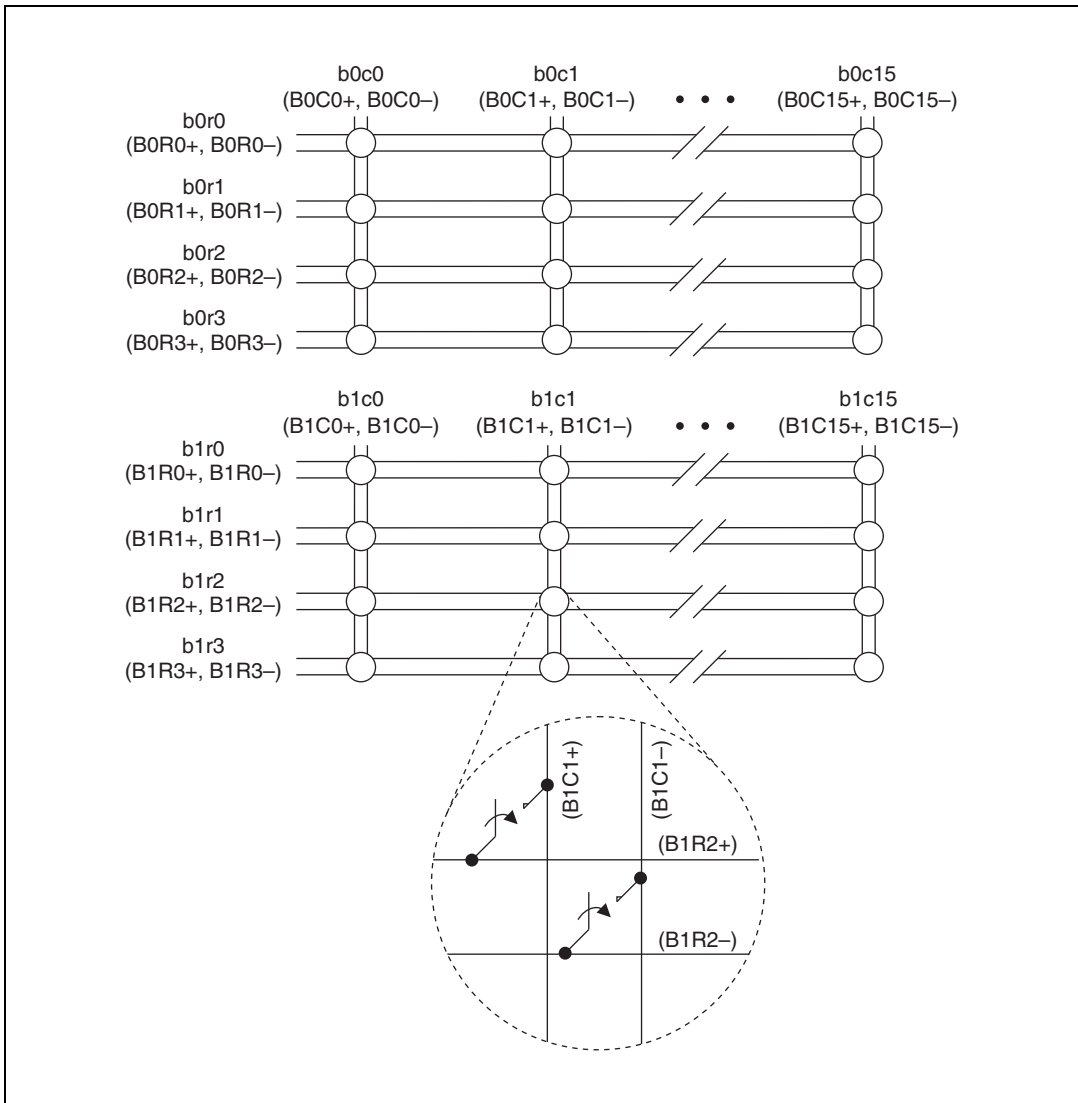 b0c0 b0c1 b0c15
(B0C0+, B0C0–) (B0C1+, B0C1–) • • • (B0C15+, B0C15–)
b0r0
(B0R0+, B0R0–)
b0r1
(B0R1+, B0R1–)
b0r2
(B0R2+, B0R2–)
b0r3
(B0R3+, B0R3–)
b1c0 b1c1 b1c15
(B1C0+, B1C0–) (B1C1+, B1C1–) • • • (B1C15+, B1C15–)
b1r0
(B1R0+, B1R0–)
b1r1
(B1R1+, B1R1–)
b1r2
(B1R2+, B1R2–)
b1r3
(B1R3+, B1R3–)
(B1C1+)
(B1C1–)
(B1R2+)
(B1R2–)